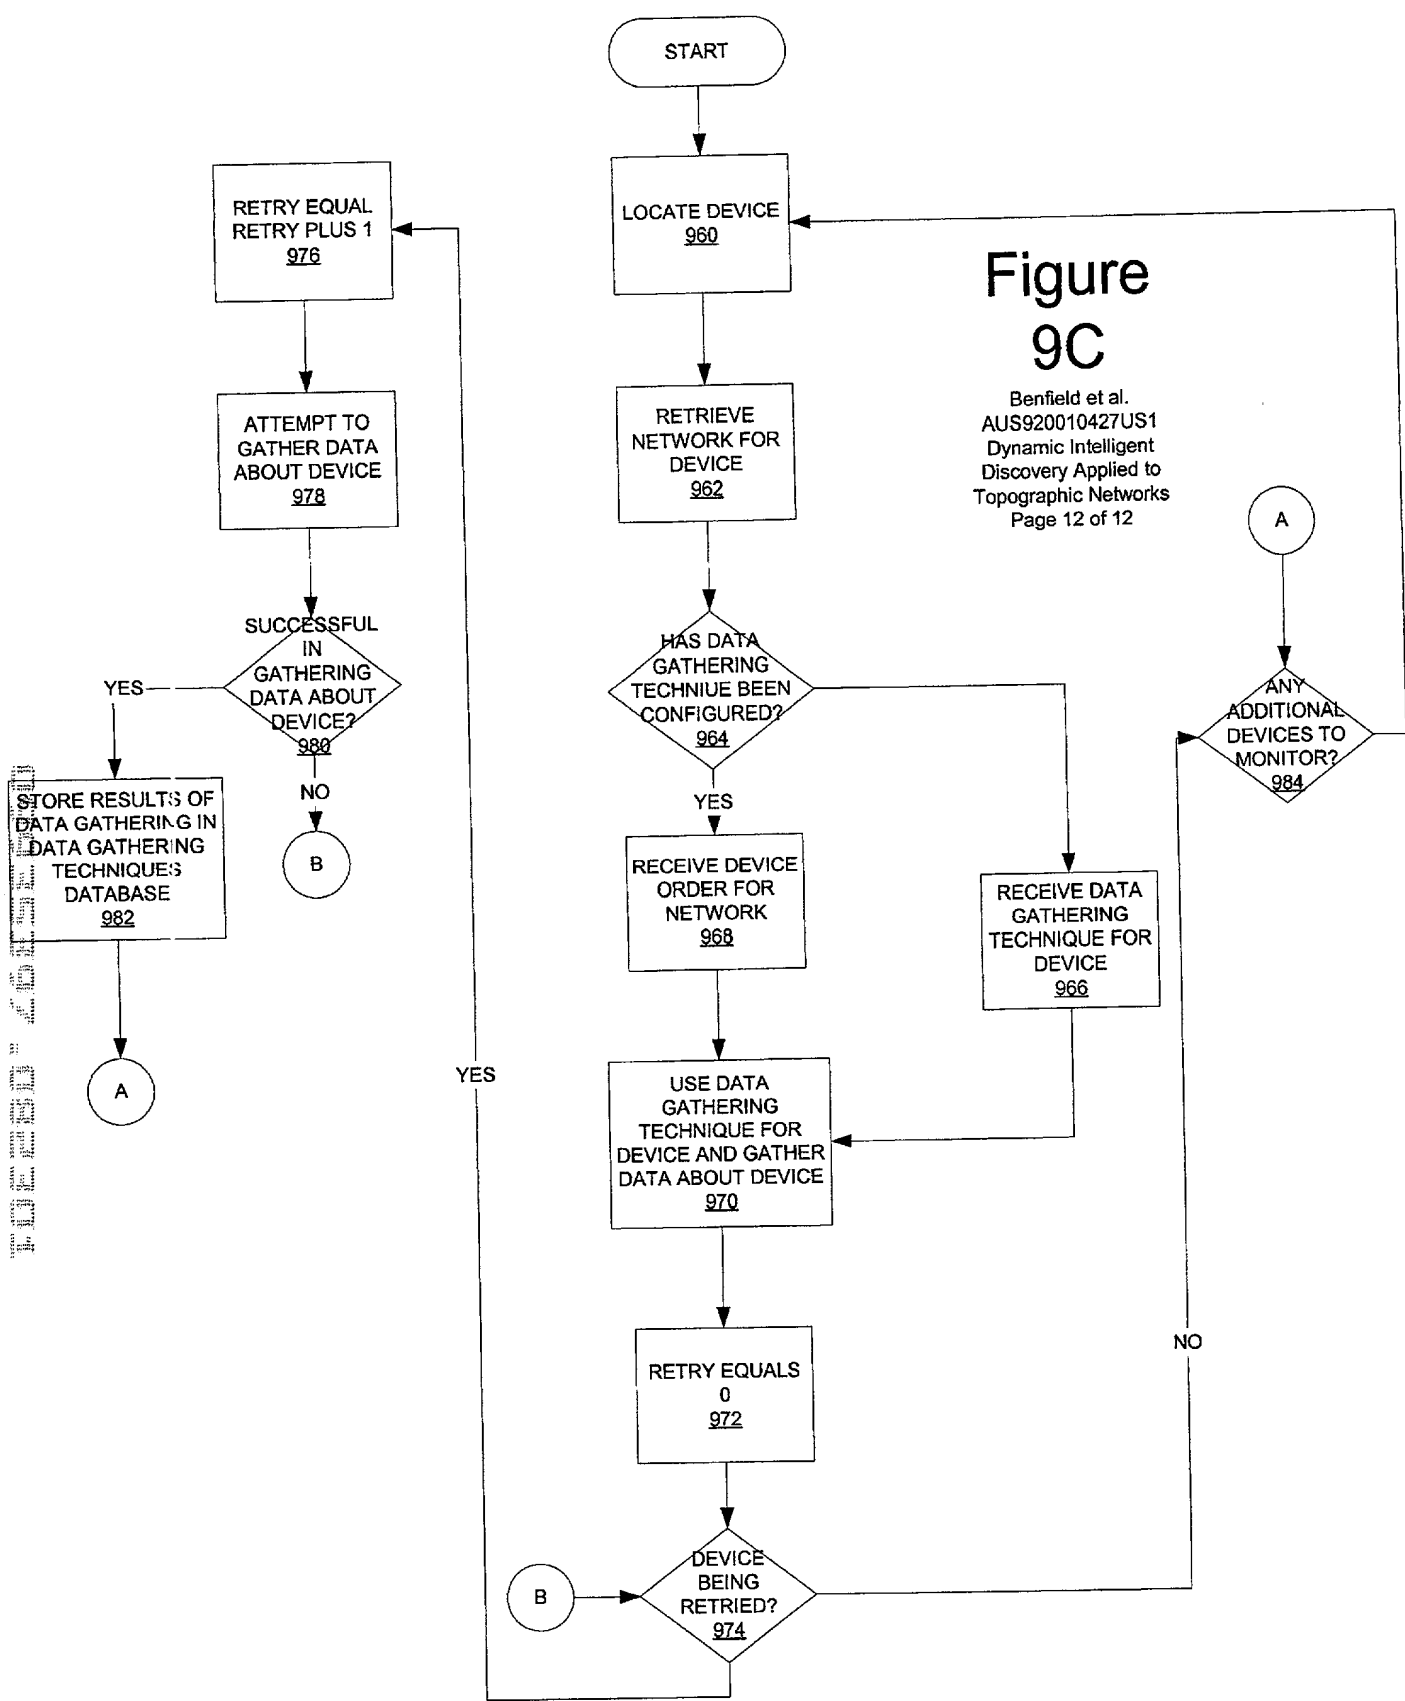 START
RETRY EQUAL
RETRY PLUS 1
976
LOCATE DEVICE
960
Figure
9C
Benfield et al.
AUS920010427US1
Dynamic Intelligent
Discovery Applied to
Topographic Networks
Page 12 of 12
ATTEMPT TO
GATHER DATA
ABOUT DEVICE
978
RETRIEVE
NETWORK FOR
DEVICE
962
A
SUCCESSFUL
IN
GATHERING
DATA ABOUT
DEVICE?
980
YES
NO
B
HAS DATA
GATHERING
TECHNIUE BEEN
CONFIGURED?
964
YES
ANY
ADDITIONAL
DEVICES TO
MONITOR?
984
STORE RESULTS OF
DATA GATHERING IN
DATA GATHERING
TECHNIQUES
DATABASE
982
A
RECEIVE DEVICE
ORDER FOR
NETWORK
968
RECEIVE DATA
GATHERING
TECHNIQUE FOR
DEVICE
966
YES
USE DATA
GATHERING
TECHNIQUE FOR
DEVICE AND GATHER
DATA ABOUT DEVICE
970
RETRY EQUALS
0
972
NO
B
DEVICE
BEING
RETRIED?
974